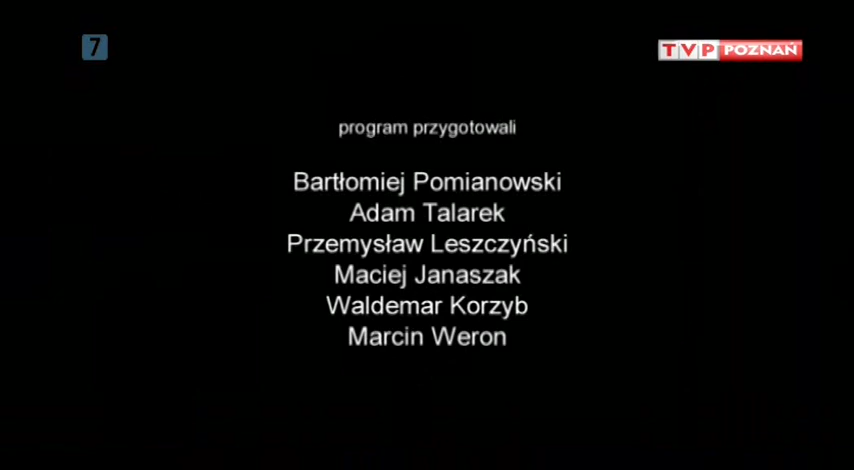 7
TVP POZNAŃ
program przygotowali
Bartłomiej Pomianowski
Adam Talarek
Przemysław Leszczyński
Maciej Janaszak
Waldemar Korzyb
Marcin Weron